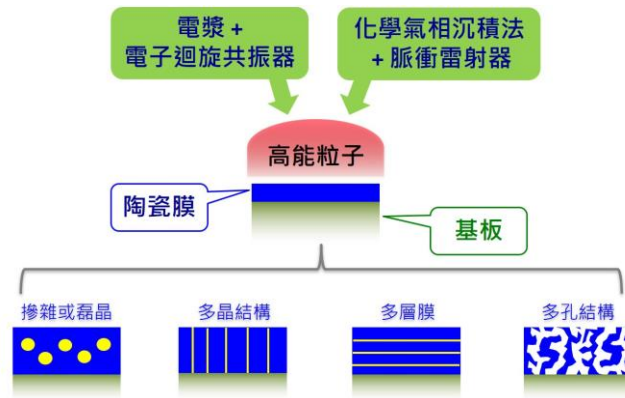 電漿 +
電子迴旋共振器
化學氣相沉積法
+ 脈衝雷射器
高能粒子
陶瓷膜
基板
摻雜或磊晶
多晶結構
多層膜
多孔結構